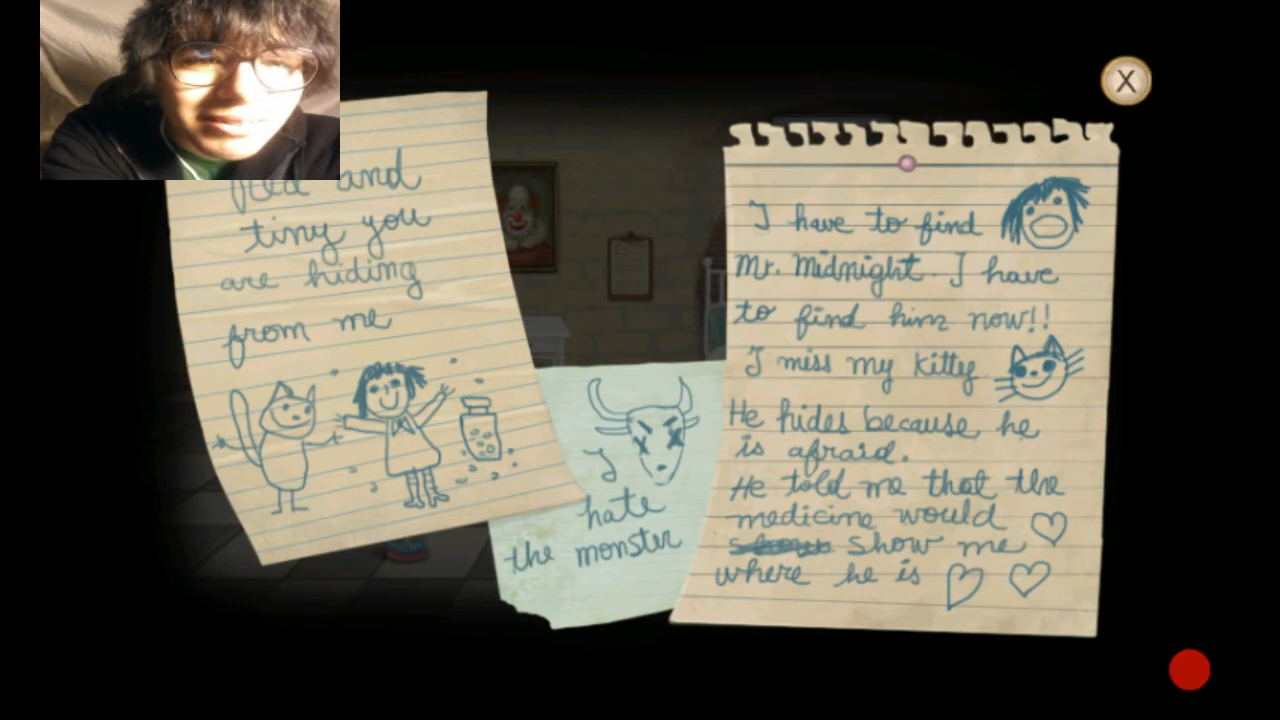 Red and
tiny you
are hiding
from me
I
hate
the monster
I have to find
Mr. Midnight. I have
to find him now!!
I miss my Kitty
He hides because he
is afraid.
He told me that the
medicine would
show me
where he is
X